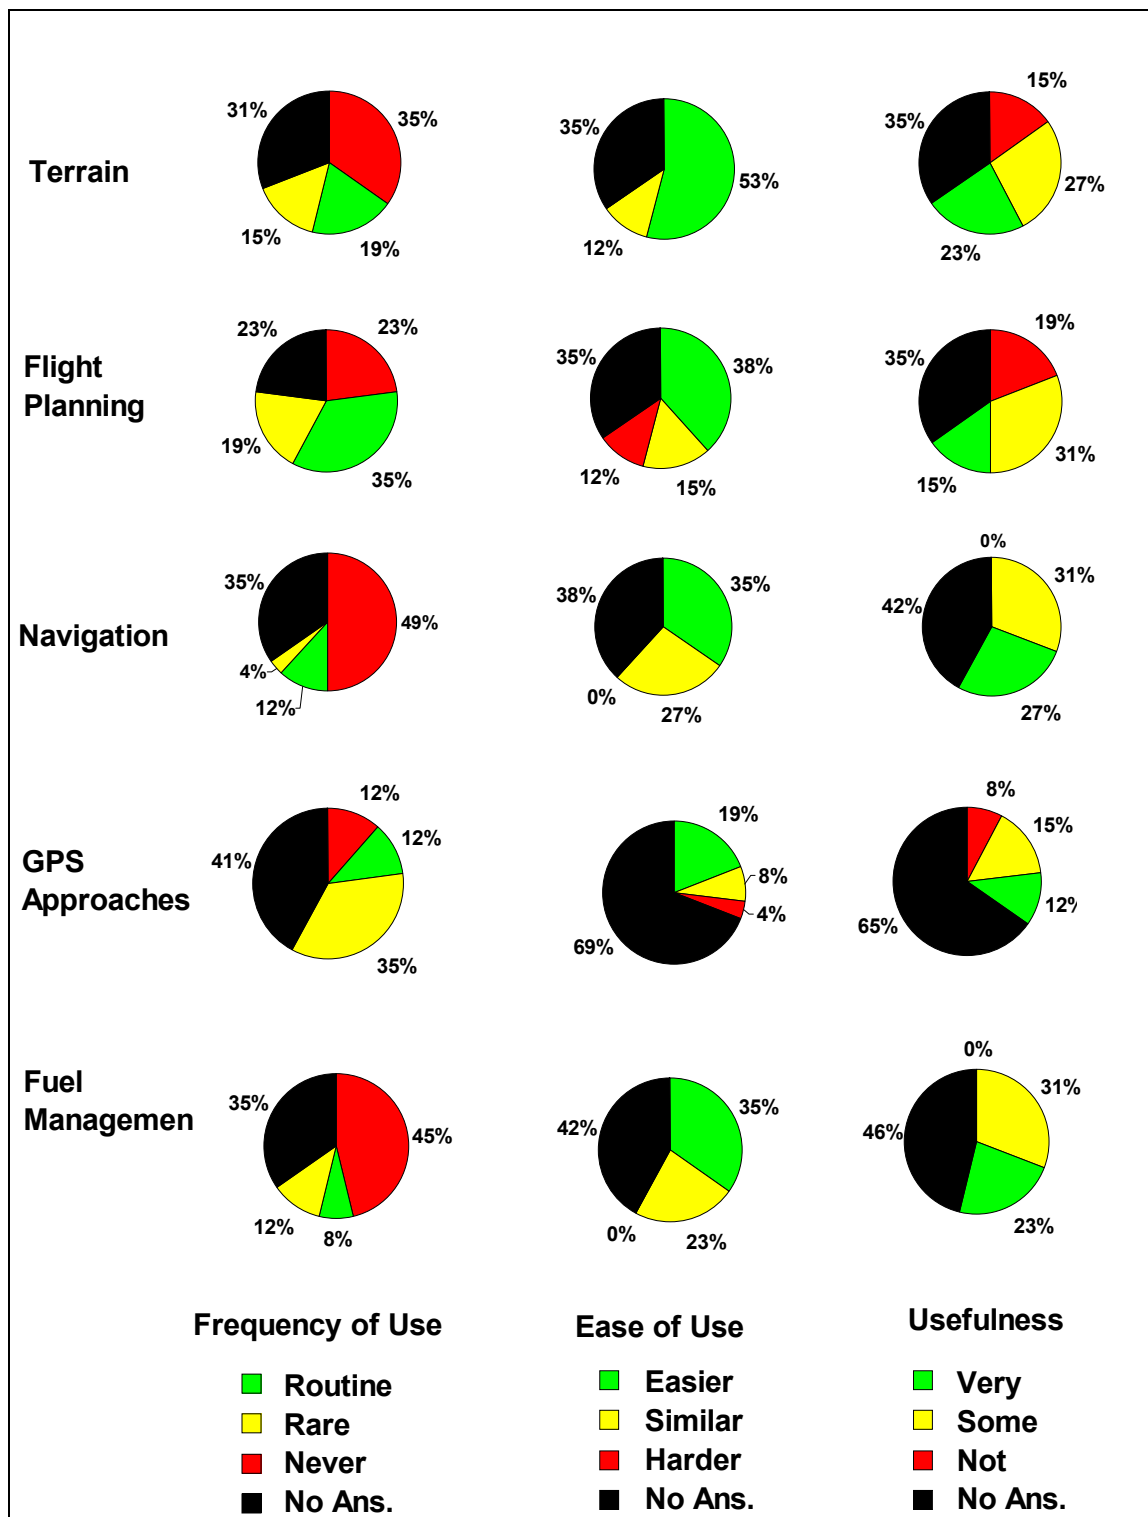 31%
35%
15%
19%
Terrain
35%
53%
12%
15%
35%
27%
23%
23%
23%
19%
35%
Flight
Planning
35%
38%
12%
15%
19%
35%
31%
15%
35%
49%
4%
12%
Navigation
38%
35%
0%
27%
0%
31%
42%
27%
12%
12%
41%
35%
GPS
Approaches
19%
8%
4%
69%
8%
15%
12%
65%
35%
45%
12%
8%
Fuel
Managemen
42%
35%
0%
23%
0%
31%
46%
23%
Frequency of Use
Routine
Rare
Never
No Ans.
Ease of Use
Easier
Similar
Harder
No Ans.
Usefulness
Very
Some
Not
No Ans.